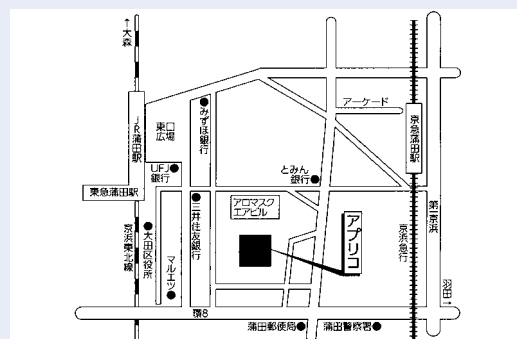 ↑大森
JR蒲田駅
東口
広場
みずほ銀行
アーケード
京急蒲田駅
UFJ
銀行
とみん
銀行
東急蒲田駅
アロマスク
エアビル
三井住友銀行
アプリコ
第一京浜
京浜急行
京浜東北線
大田区役所
マルエツ
羽田→
環8
蒲田郵便局
蒲田警察署